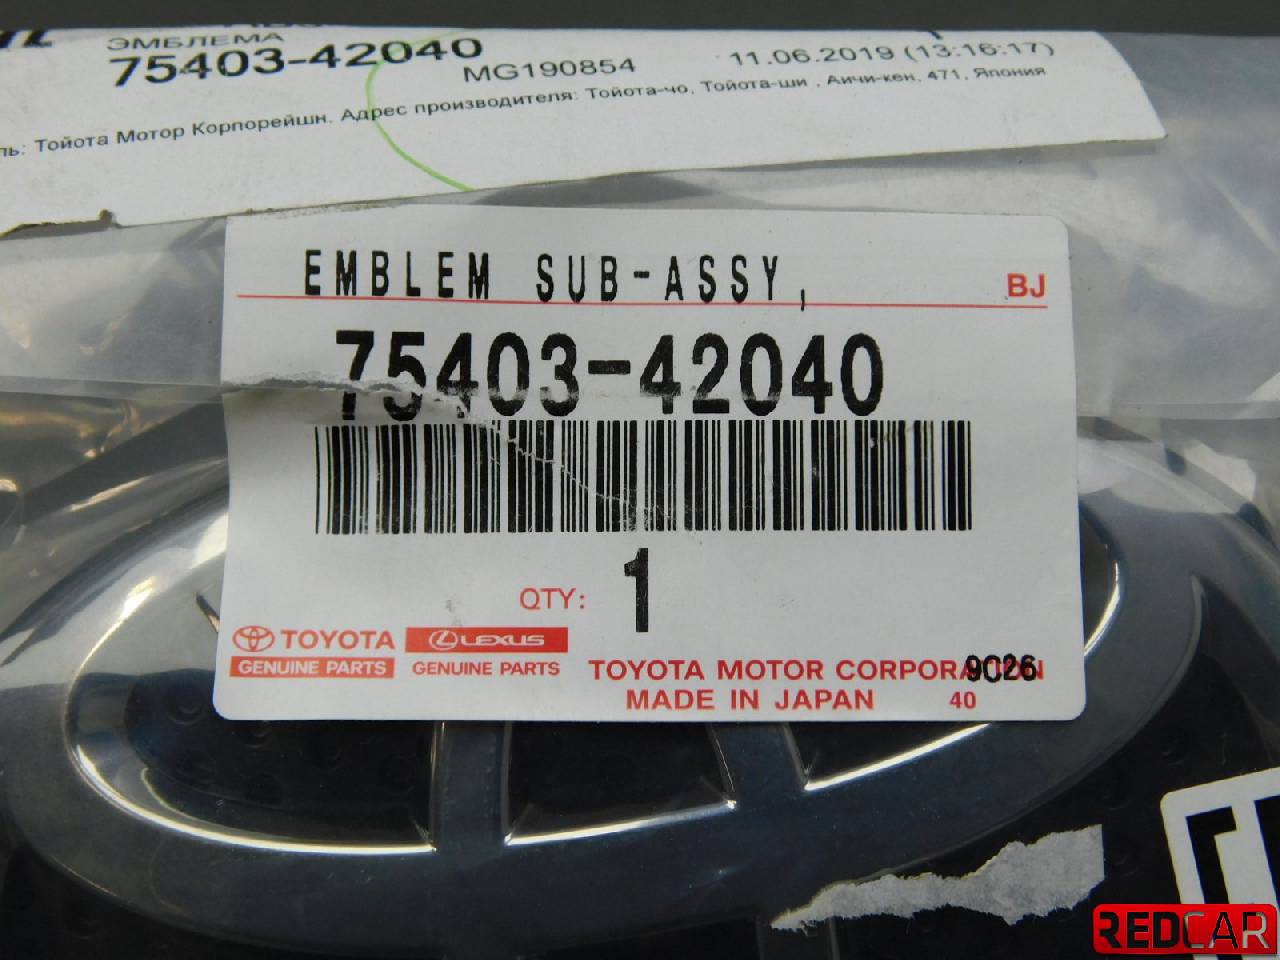 ЭМБЛЕМА
75403-42040
MG190854
11.06.2019 (13:16:17)
Тойота Мотор Корпорейшн. Адрес производителя: Тойота-чо, Тойота-ши , Аичи-кен, 471, Япония
EMBLEM SUB-ASSY,
BJ
75403-42040
QTY: 1
TOYOTA
GENUINE PARTS
LEXUS
GENUINE PARTS
TOYOTA MOTOR CORPORATION
9C26
MADE IN JAPAN
40
REDCAR